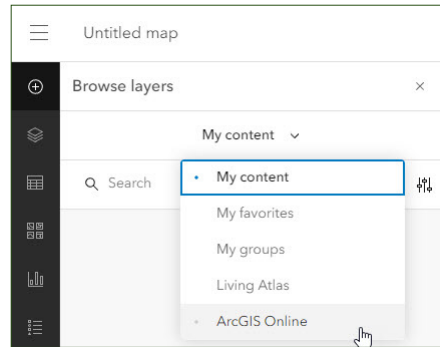 Untitled map
Browse layers
My content
Search
My content
My favorites
My groups
Living Atlas
ArcGIS Online